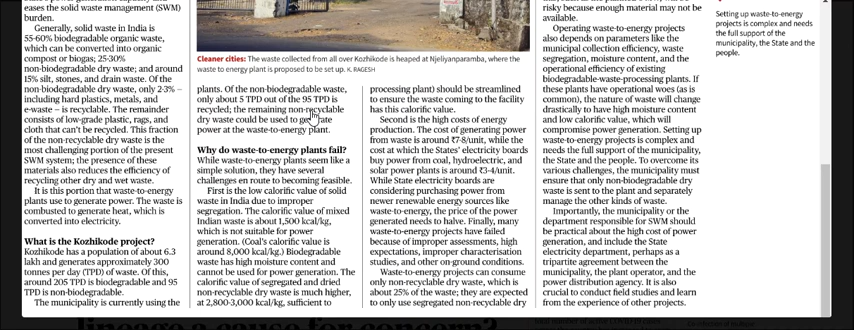 eases the solid waste management (SWM)
burden.
Generally, solid waste in India is
55-60% biodegradable organic waste,
which can be converted into organic
compost or biogas; 25-30%
non-biodegradable dry waste; and around
15% silt, stones, and drain waste. Of the
non-biodegradable dry waste, only 2-3% –
including hard plastics, metals, and
e-waste – is recyclable. The remainder
consists of low-grade plastic, rags, and
cloth that can't be recycled. This fraction
of the non-biodegradable dry waste is the
most challenging portion of the present
SWM system; the presence of these
materials also reduces the efficiency of
recycling other dry and wet waste.
It is this portion that waste-to-energy
plants use to generate power. The waste is
combusted to generate heat, which is
converted into electricity.
What is the Kozhikode project?
Kozhikode has a population of about 6.3
lakh and generates approximately 300
tonnes per day (TPD) of waste. Of this,
around 205 TPD is biodegradable and 95
TPD is non-biodegradable.
The municipality is currently using the
Cleaner cities: The waste collected from all over Kozhikode is heaped at Njeliyanparamba, where the
waste to energy plant is proposed to be set up. K. RAGESH
plants. Of the non-biodegradable waste,
only about 5 TPD out of the 95 TPD is
recycled; the remaining non-recyclable
dry waste could be used to generate
power at the waste-to-energy plant.
Why do waste-to-energy plants fail?
While waste-to-energy plants seem like a
simple solution, they have several
challenges en route to becoming feasible.
First is the low calorific value of solid
waste in India due to improper
segregation. The calorific value of mixed
Indian waste is about 1,500 kcal/kg,
which is not suitable for power
generation. (Coal's calorific value is
around 8,000 kcal/kg.) Biodegradable
waste has high moisture content and
cannot be used for power generation. The
calorific value of segregated and dried
non-recyclable dry waste is much higher,
at 2,800-3,000 kcal/kg, sufficient to
processing plant) should be streamlined
to ensure the waste coming to the facility
has this calorific value.
Second is the high costs of energy
production. The cost of generating power
from waste is around ₹7-8/unit, while the
cost at which the States' electricity boards
buy power from coal, hydroelectric, and
solar power plants is around ₹3-4/unit.
While State electricity boards are
considering purchasing power from
newer renewable energy sources like
waste-to-energy, the price of the power
generated needs to halve. Finally, many
waste-to-energy projects have failed
because of improper assessments, high
expectations, improper characterisation
studies, and other on-ground conditions.
Waste-to-energy projects can consume
only non-recyclable dry waste, which is
about 25% of the waste; they are expected
to only use segregated non-recyclable dry
risky because enough material may not be
available.
Operating waste-to-energy projects
also depends on parameters like the
municipal collection efficiency, waste
segregation, moisture content, and the
operational efficiency of existing
biodegradable-waste-processing plants. If
these plants have operational woes (as is
common), the nature of waste will change
drastically to have high moisture content
and low calorific value, which will
compromise power generation. Setting up
waste-to-energy projects is complex and
needs the full support of the municipality,
the State and the people. To overcome its
various challenges, the municipality must
ensure that only non-biodegradable dry
waste is sent to the plant and separately
manage the other kinds of waste.
Importantly, the municipality or the
department responsible for SWM should
be practical about the high cost of power
generation, and include the State
electricity department, perhaps as a
tripartite agreement between the
municipality, the plant operator, and the
power distribution agency. It is also
crucial to conduct field studies and learn
from the experience of other projects.
Setting up waste-to-energy
projects is complex and needs
the full support of the
municipality, the State and the
people.
lineage a cause for concern?